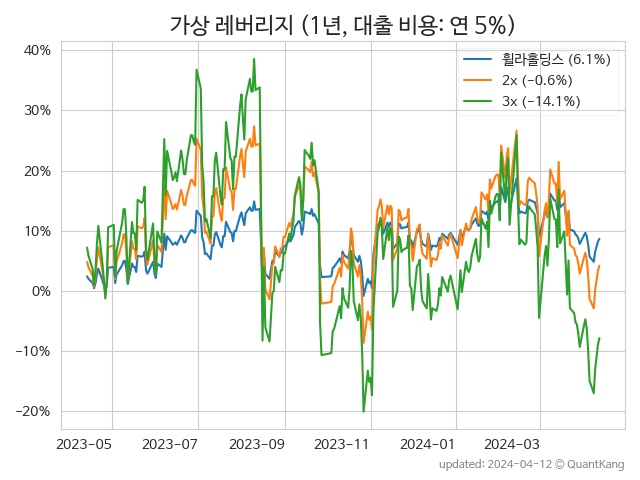 가상 레버리지 (1년, 대출 비용: 연 5%)
휠라홀딩스 (6.1%)
2x (−0.6%)
3x (−14.1%)
40%
30%
20%
10%
0%
−10%
−20%
2023-05 2023-07 2023-09 2023-11 2024-01 2024-03
updated: 2024-04-12 © QuantKang